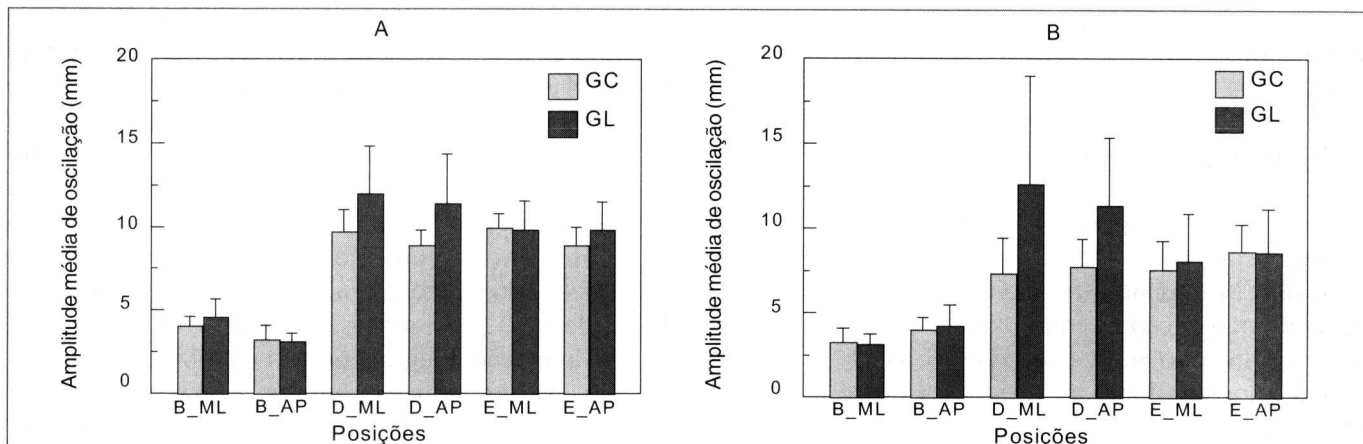 A
Amplitude média de oscilação (mm)
20
15
10
5
0
GC
GL
B_ML B_AP D_ML D_AP E_ML E_AP
Posições
B
Amplitude média de oscilação (mm)
20
15
10
5
0
GC
GL
B_ML B_AP D_ML D_AP E_ML E_AP
Posições